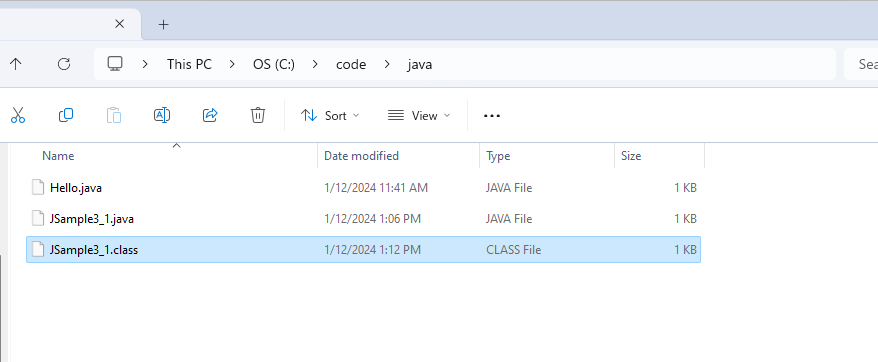 This PC > OS (C:) > code > java
Sort
View
Name Date modified Type Size
Hello.java 1/12/2024 11:41 AM JAVA File 1 KB
JSample3_1.java 1/12/2024 1:06 PM JAVA File 1 KB
JSample3_1.class 1/12/2024 1:12 PM CLASS File 1 KB